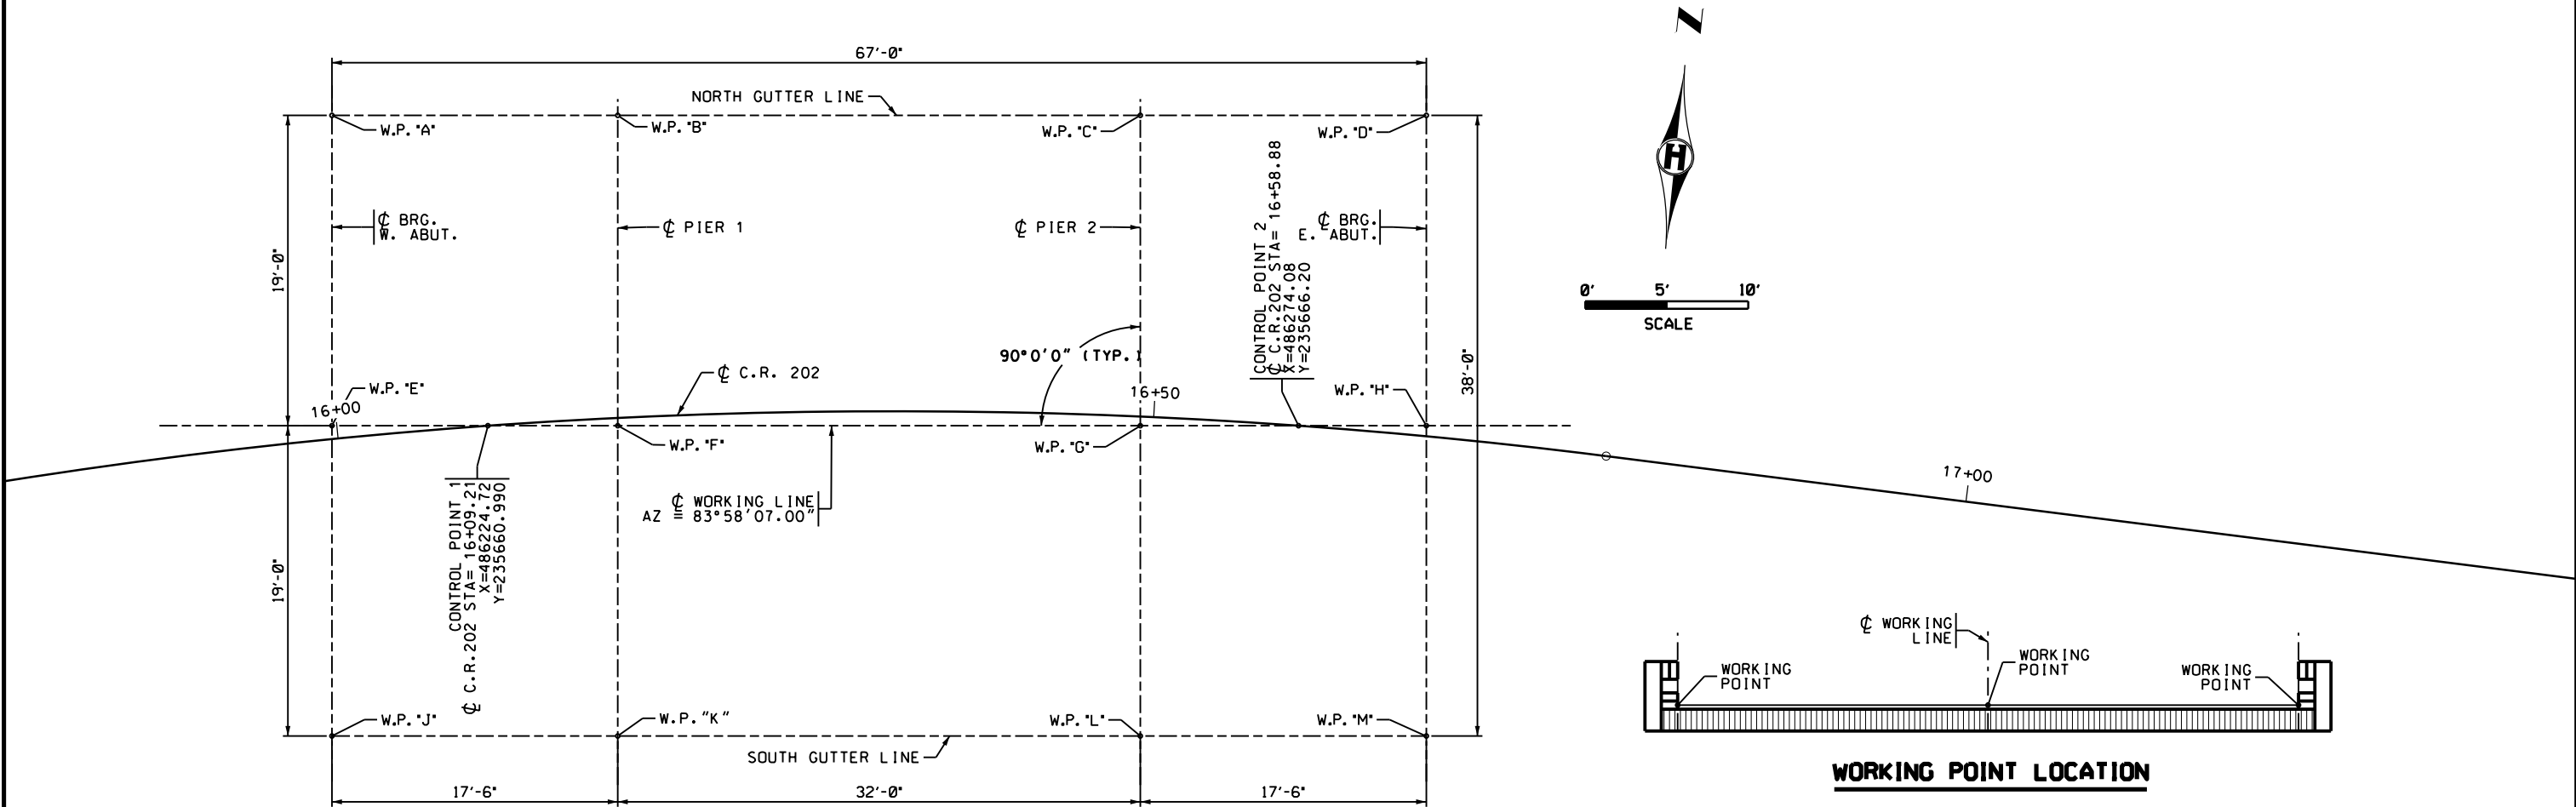 N
67'-0"
NORTH GUTTER LINE
W.P. "A"
W.P. "B"
W.P. "C"
W.P. "D"
H
℄ BRG.
W. ABUT.
℄ PIER 1
℄ PIER 2
℄ BRG.
E. ABUT.
CONTROL POINT 2
℄ C.R.202 STA= 16+58.88
X=486274.08
Y=235666.20
19'-0"
0' 5' 10'
SCALE
90°0'0" (TYP.)
38'-0"
℄ C.R. 202
W.P. "E"
16+00
16+50
W.P. "H"
W.P. "F"
W.P. "G"
℄ WORKING LINE
AZ = 83°58'07.00"
17+00
CONTROL POINT 1
℄ C.R.202 STA= 16+09.21
X=486224.72
Y=235660.990
19'-0"
W.P. "J"
W.P. "K"
W.P. "L"
W.P. "M"
SOUTH GUTTER LINE
17'-6"
32'-0"
17'-6"
℄ WORKING
LINE
WORKING
POINT
WORKING
POINT
WORKING
POINT
WORKING POINT LOCATION